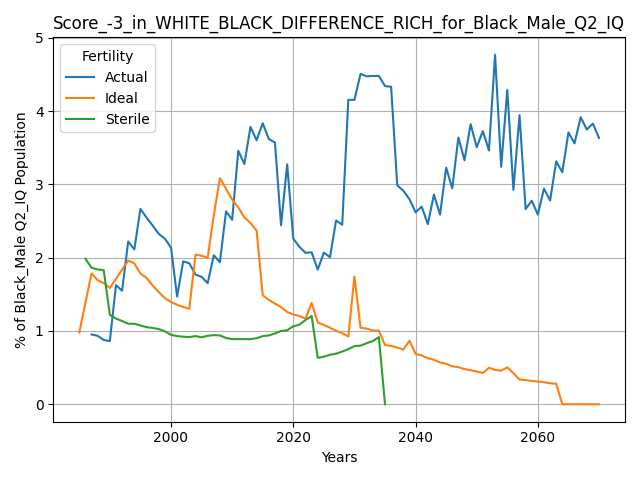 Score_-3_in_WHITE_BLACK_DIFFERENCE_RICH_for_Black_Male_Q2_IQ
Fertility
Actual
Ideal
Sterile
% of Black_Male Q2_IQ Population
5
4
3
2
1
0
2000
2020
2040
2060
Years